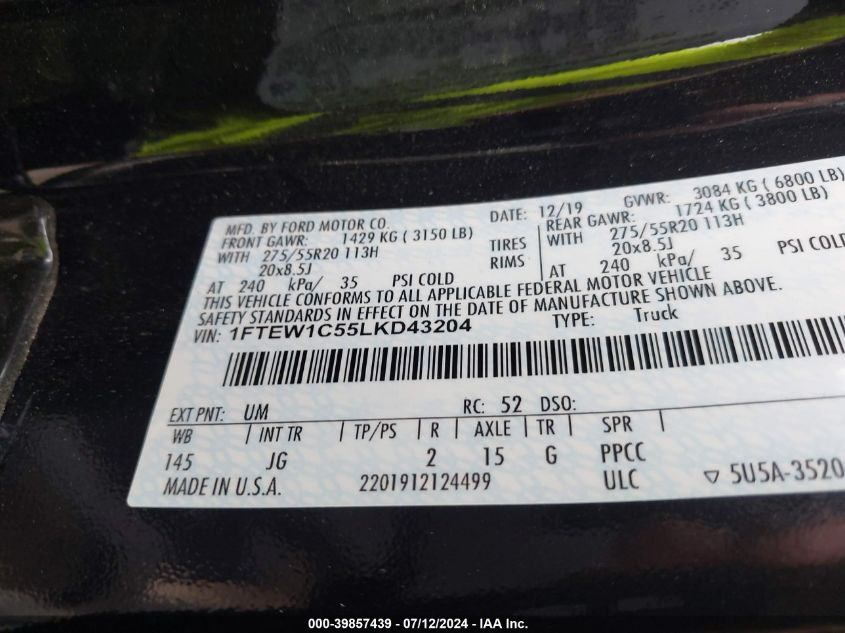 MFD. BY FORD MOTOR CO. DATE: 12/19 GVWR: 3084 KG ( 6800 LB)
FRONT GAWR: 1429 KG ( 3150 LB) REAR GAWR: 1724 KG ( 3800 LB)
WITH 275/55R20 113H TIRES WITH 275/55R20 113H
20x8.5J RIMS 20x8.5J
AT 240 kPa/ 35 PSI COLD AT 240 kPa/ 35 PSI COLD
THIS VEHICLE CONFORMS TO ALL APPLICABLE FEDERAL MOTOR VEHICLE
SAFETY STANDARDS IN EFFECT ON THE DATE OF MANUFACTURE SHOWN ABOVE.
VIN: 1FTEW1C55LKD43204 TYPE: Truck
EXT PNT: UM RC: 52 DSO:
WB | INT TR | TP/PS | R | AXLE | TR | SPR |
145 JG 2 15 G PPCC
MADE IN U.S.A. 2201912124499 ULC ▽ 5U5A-3520
000-39857439 - 07/12/2024 - IAA Inc.